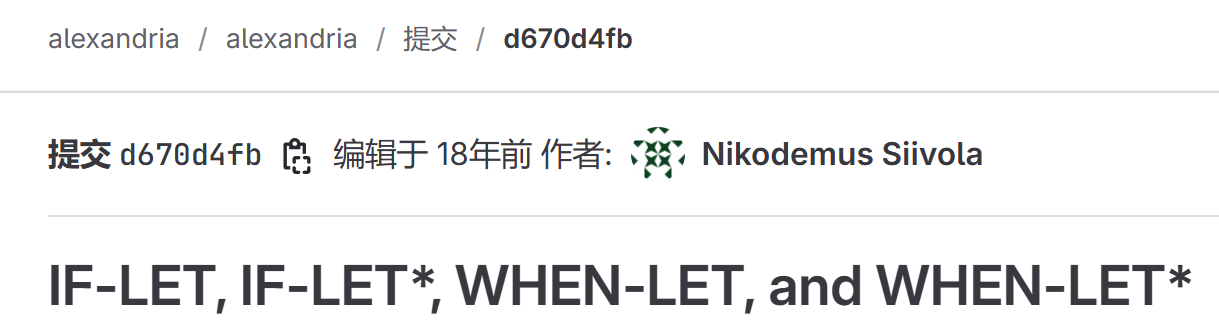 alexandria / alexandria / 提交 / d670d4fb
提交 d670d4fb 编辑于 18年前 作者: Nikodemus Siivola
IF-LET, IF-LET*, WHEN-LET, and WHEN-LET*